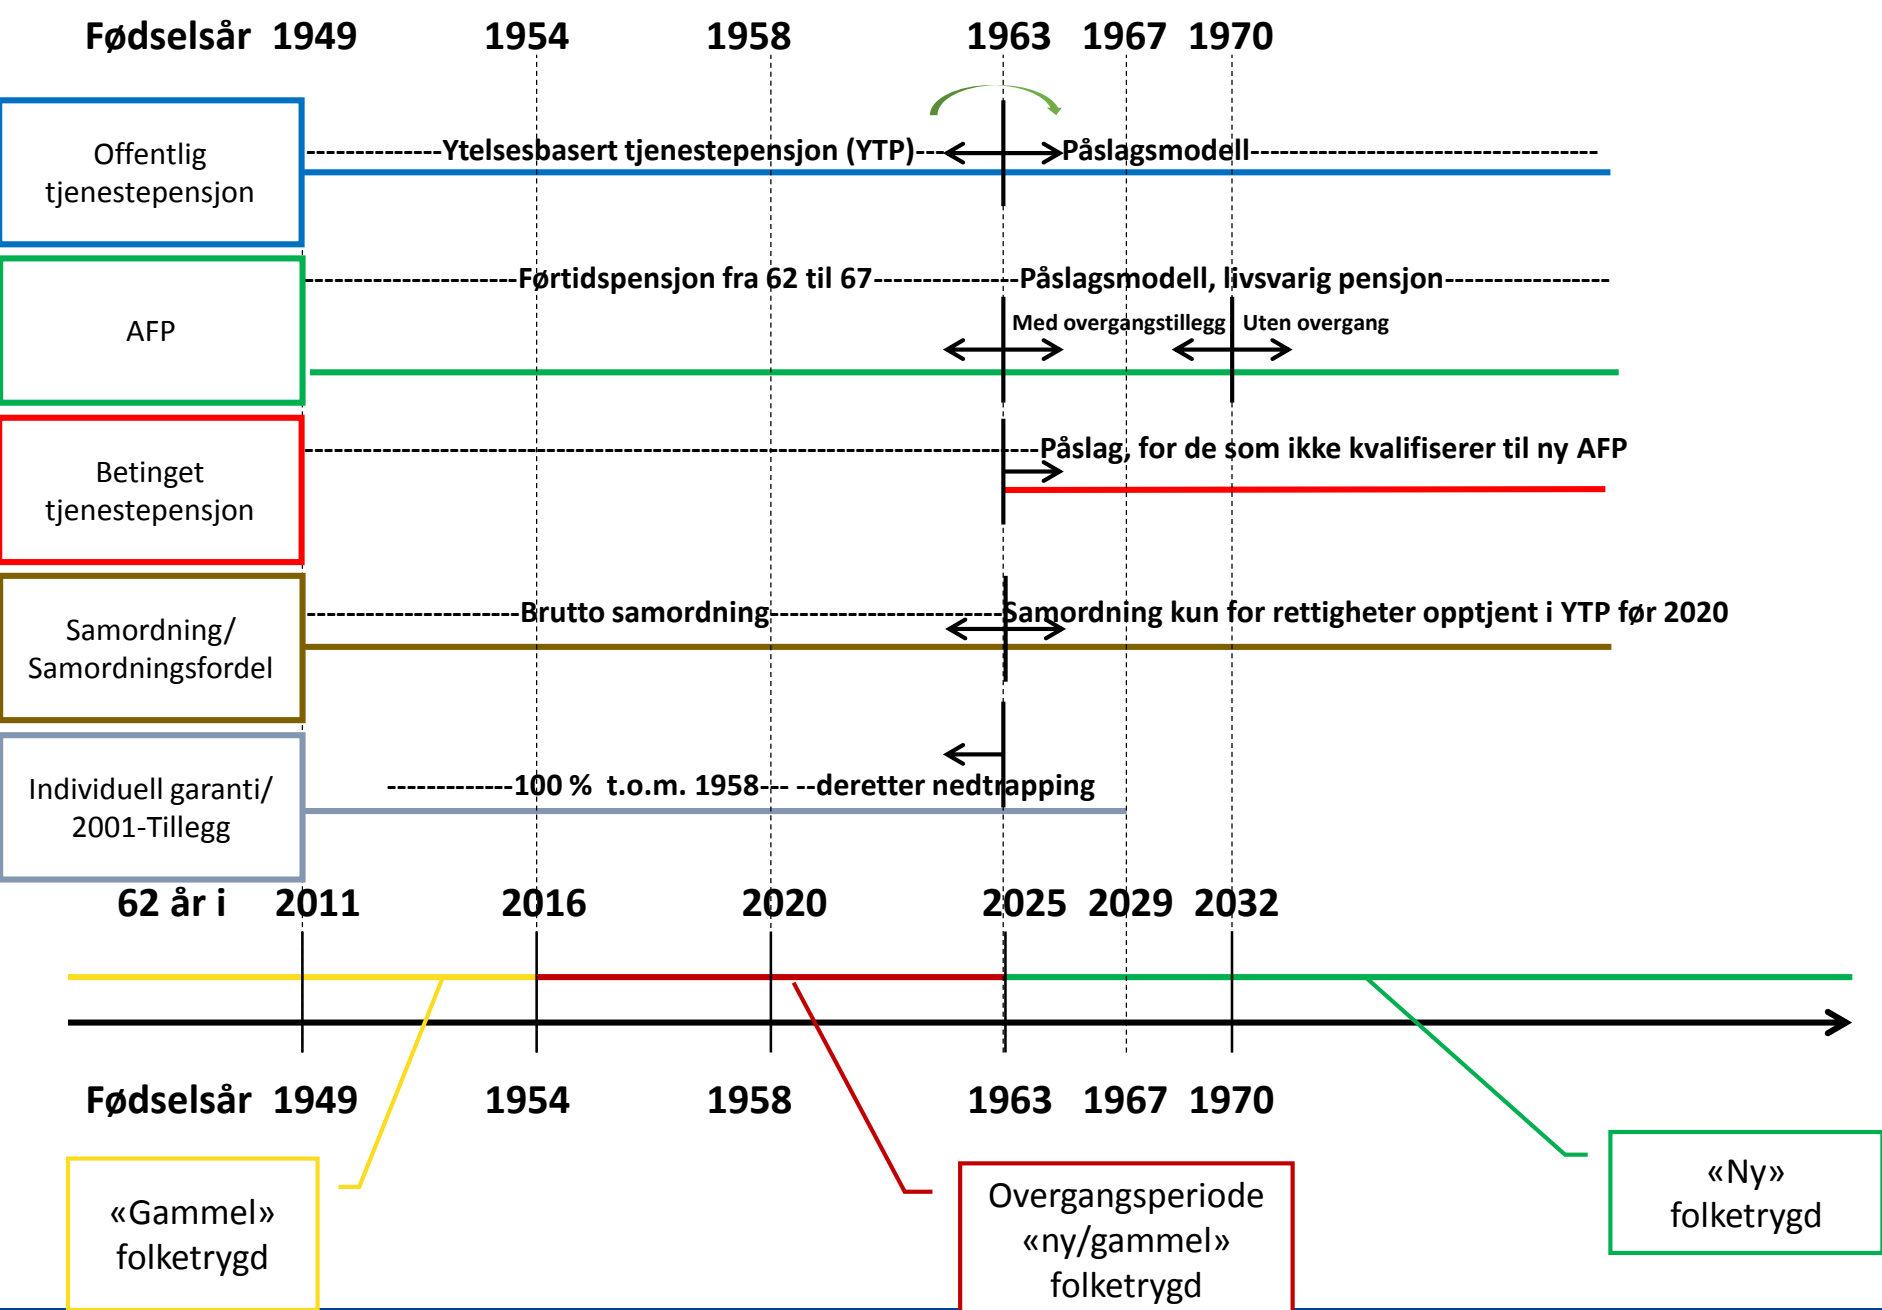 Fødselsår 1949 1954 1958 1963 1967 1970
Offentlig
tjenestepensjon
-------------Ytelsesbasert tjenestepensjon (YTP)---
Påslagsmodell---------------------------------
AFP
--------------------Førtidspensjon fra 62 til 67--------------Påslagsmodell, livsvarig pensjon----------------
Med overgangstillegg
Uten overgang
Betinget
tjenestepensjon
----------------------------------------------------------------------Påslag, for de som ikke kvalifiserer til ny AFP
Samordning/
Samordningsfordel
--------------------Brutto samordning----------------------Samordning kun for rettigheter opptjent i YTP før 2020
Individuell garanti/
2001-Tillegg
------------100 % t.o.m. 1958--- --deretter nedtrapping
62 år i 2011 2016 2020 2025 2029 2032
Fødselsår 1949 1954 1958 1963 1967 1970
«Gammel»
folketrygd
Overgangsperiode
«ny/gammel»
folketrygd
«Ny»
folketrygd